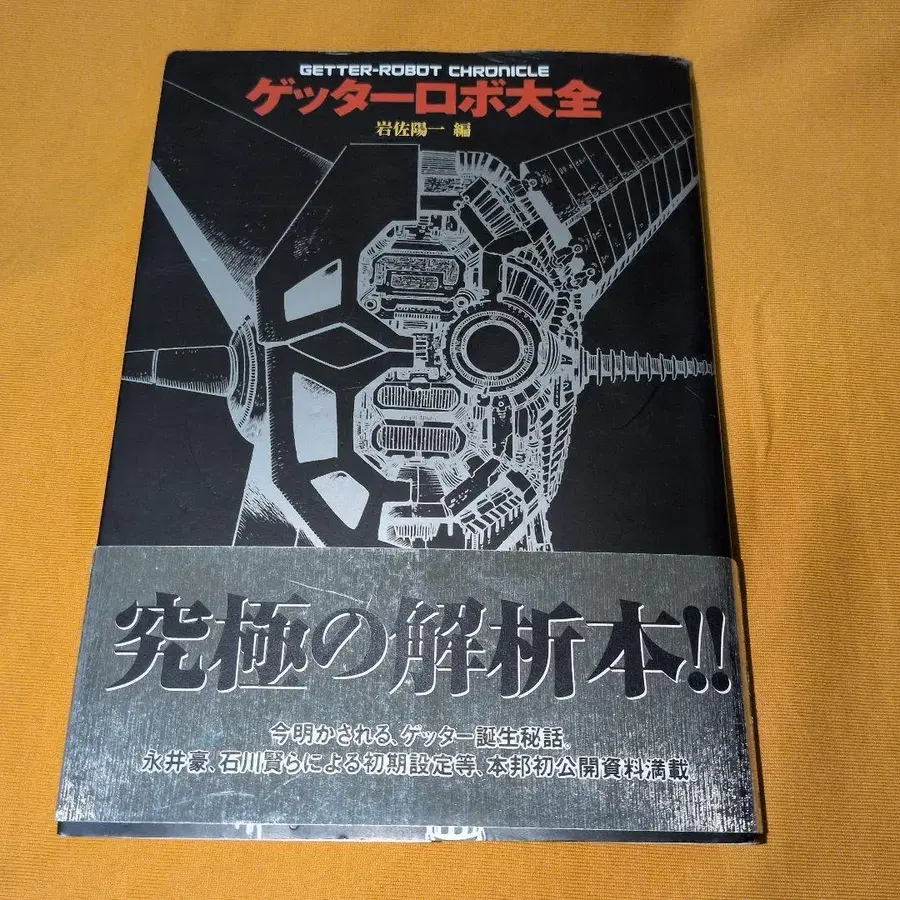 GETTER-ROBOT CHRONICLE
ゲッターロボ大全
岩佐陽一 編
究極の解析本!!
今明かされる、ゲッター誕生秘話。
永井豪、石川賢らによる初期設定等、本邦初公開資料満載。